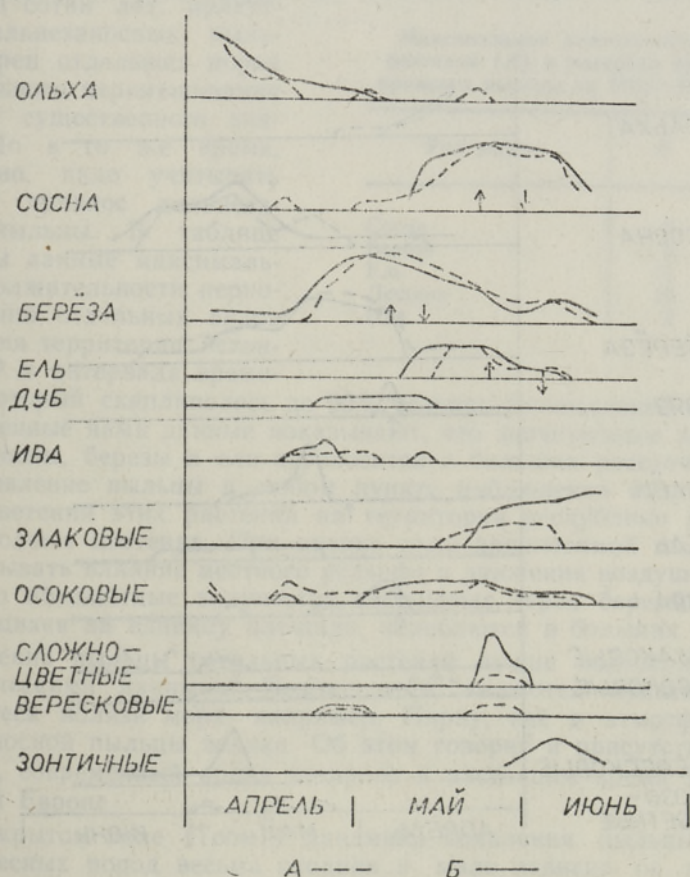 ОЛЬХА
СОСНА
БЕРЁЗА
ЕЛЬ
ДУБ
ИВА
ЗЛАКОВЫЕ
ОСОКОВЫЕ
СЛОЖНО-
ЦВЕТНЫЕ
ВЕРЕСКОВЫЕ
ЗОНТИЧНЫЕ
АПРЕЛЬ | МАЙ | ИЮНЬ |
А ---- Б ——